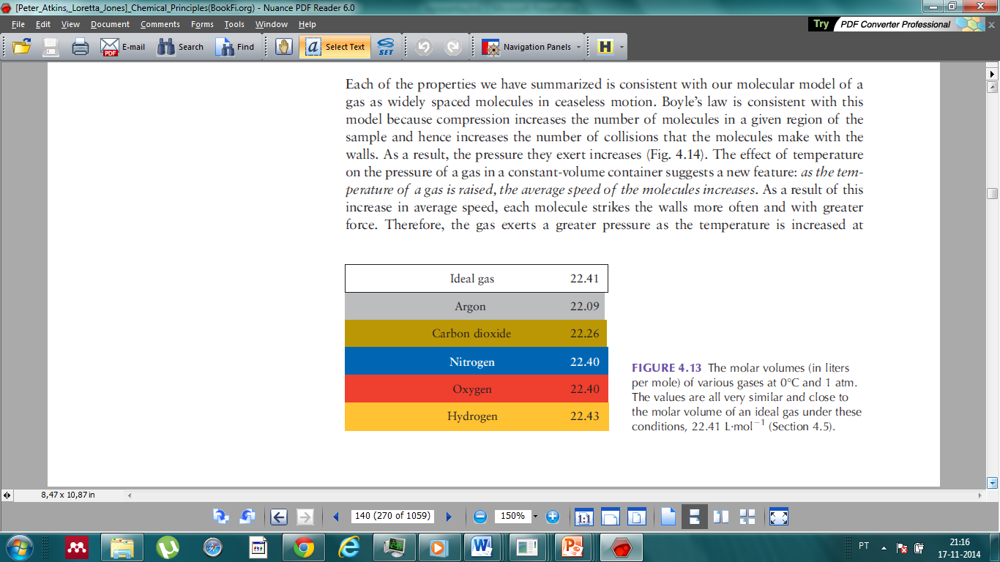 [Peter_Atkins,_Loretta_Jones]_Chemical_Principles(BookFi.org) - Nuance PDF Reader 6.0
File Edit View Document Comments Forms Tools Window Help
Try PDF Converter Professional
PDF E-mail Search Find a Select Text SET Navigation Panels H
Each of the properties we have summarized is consistent with our molecular model of a
gas as widely spaced molecules in ceaseless motion. Boyle's law is consistent with this
model because compression increases the number of molecules in a given region of the
sample and hence increases the number of collisions that the molecules make with the
walls. As a result, the pressure they exert increases (Fig. 4.14). The effect of temperature
on the pressure of a gas in a constant-volume container suggests a new feature: as the tem-
perature of a gas is raised, the average speed of the molecules increases. As a result of this
increase in average speed, each molecule strikes the walls more often and with greater
force. Therefore, the gas exerts a greater pressure as the temperature is increased at
Ideal gas 22.41
Argon 22.09
Carbon dioxide 22.26
Nitrogen 22.40
Oxygen 22.40
Hydrogen 22.43
FIGURE 4.13 The molar volumes (in liters
per mole) of various gases at 0°C and 1 atm.
The values are all very similar and close to
the molar volume of an ideal gas under these
conditions, 22.41 L·mol⁻¹ (Section 4.5).
8,47 x 10,87 in
140 (270 of 1059) 150% 1:1
PT 21:16
17-11-2014